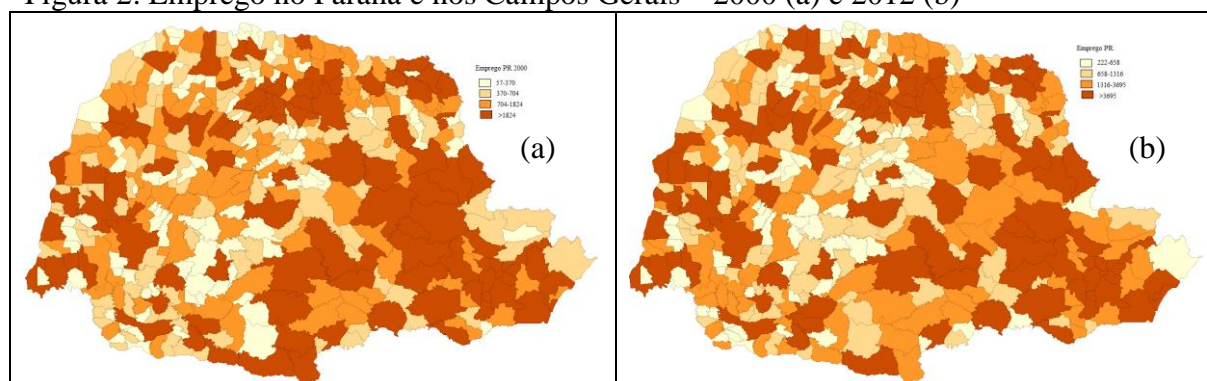 Figura 2: Emprego no Paraná e nos Campos Gerais – 2000 (a) e 2012 (b)
Emprego PR 2000
57-370
370-704
704-1824
>1824
(a)
Emprego PR
222-658
658-1316
1316-3695
>3695
(b)